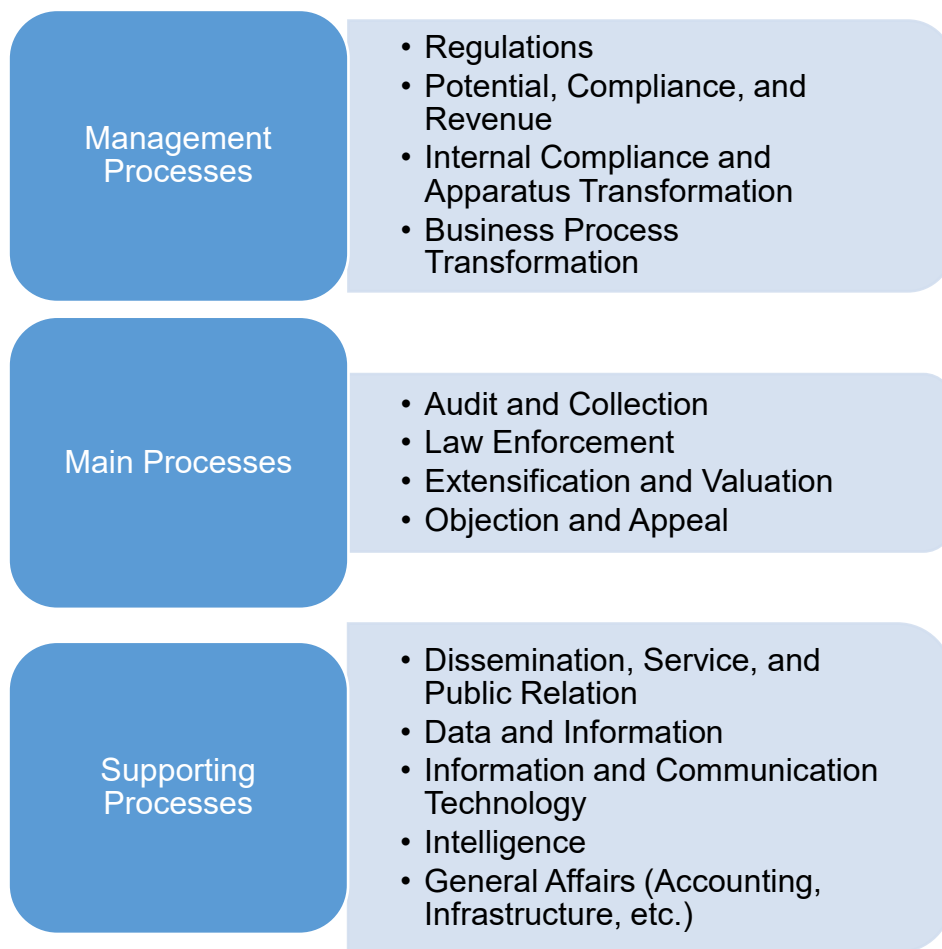 Management
Processes
• Regulations
• Potential, Compliance, and
Revenue
• Internal Compliance and
Apparatus Transformation
• Business Process
Transformation
Main Processes
• Audit and Collection
• Law Enforcement
• Extensification and Valuation
• Objection and Appeal
Supporting
Processes
• Dissemination, Service, and
Public Relation
• Data and Information
• Information and Communication
Technology
• Intelligence
• General Affairs (Accounting,
Infrastructure, etc.)